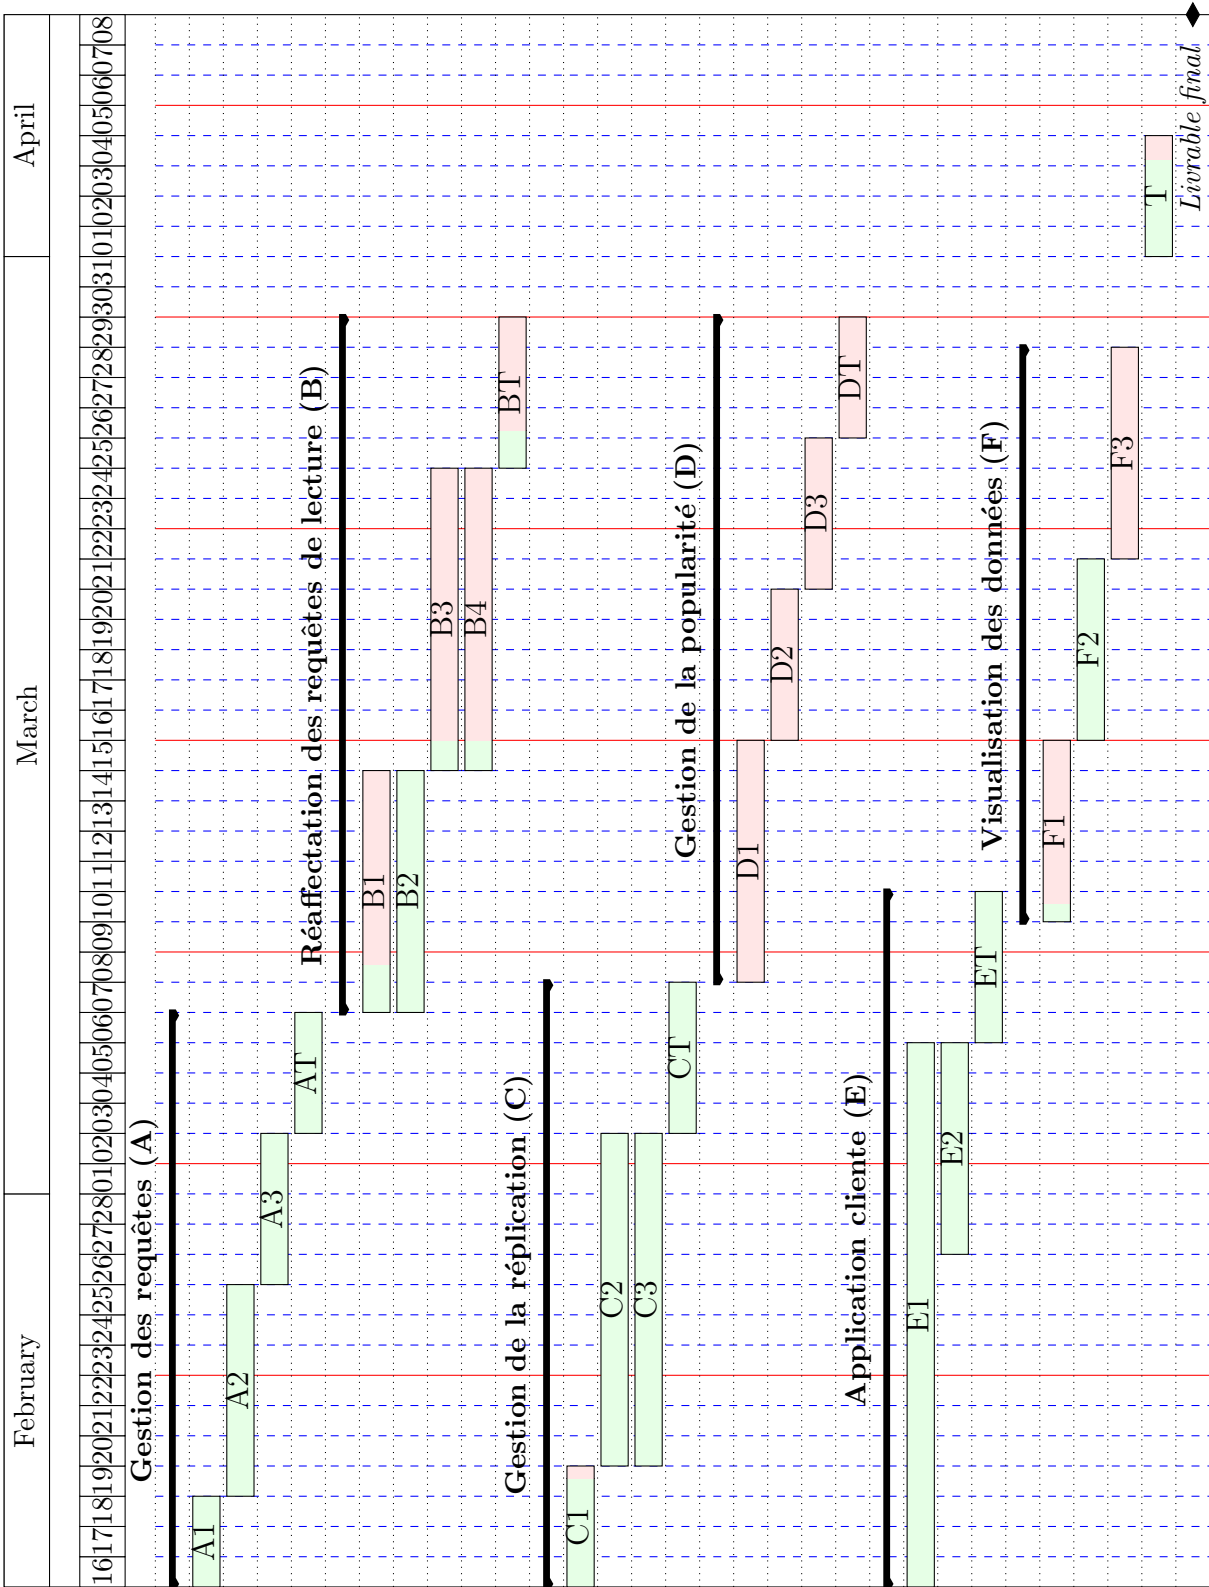 February March April
16 17 18 19 20 21 22 23 24 25 26 27 28 01 02 03 04 05 06 07 08 09 10 11 12 13 14 15 16 17 18 19 20 21 22 23 24 25 26 27 28 29 30 31 01 02 03 04 05 06 07 08
Gestion des requêtes (A)
A1
A2
A3
AT
Réaffectation des requêtes de lecture (B)
B1
B2
B3
B4
BT
Gestion de la réplication (C)
C1
C2
C3
CT
Gestion de la popularité (D)
D1
D2
D3
DT
Application cliente (E)
E1
E2
ET
Visualisation des données (F)
F1
F2
F3
T
Livrable final